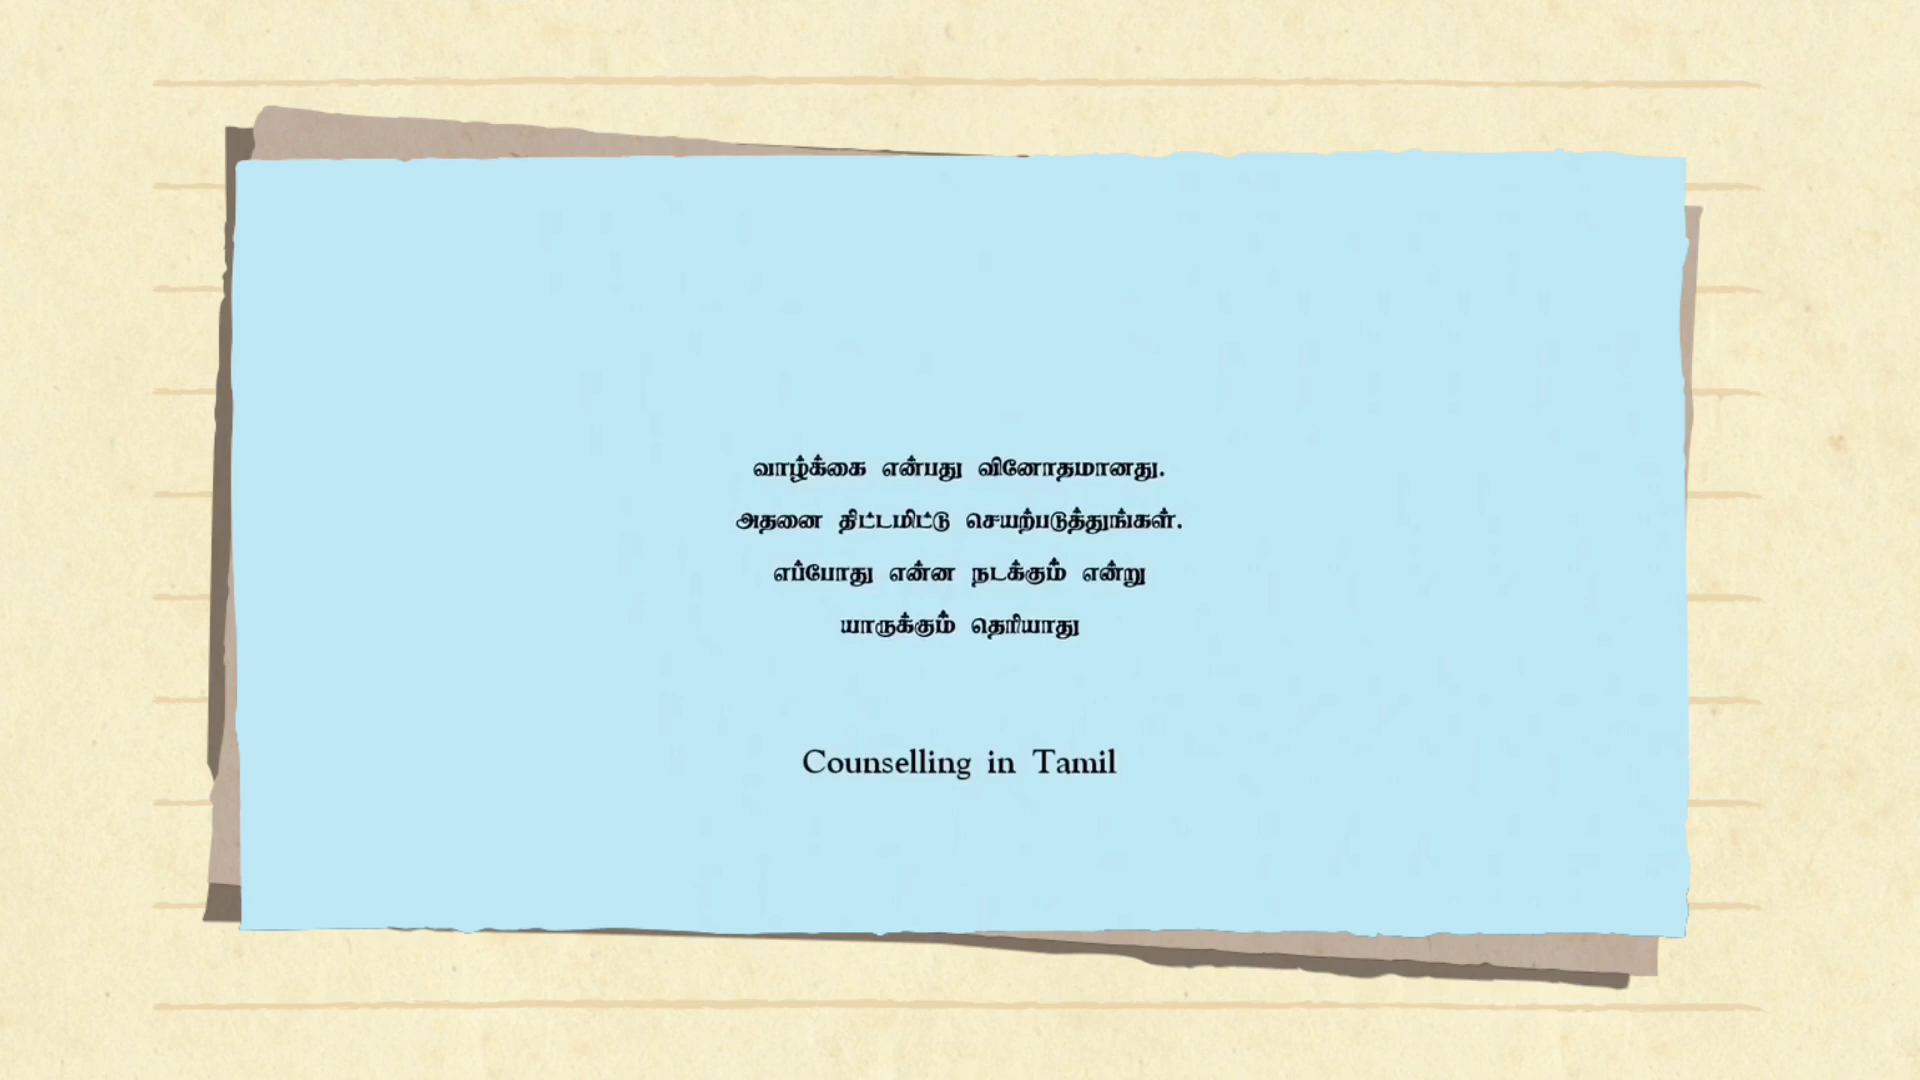 வாழ்க்கை என்பது வினோதமானது.
அதனை திட்டமிட்டு செயற்படுத்துங்கள்.
எப்போது என்ன நடக்கும் என்று
யாருக்கும் தெரியாது
Counselling in Tamil